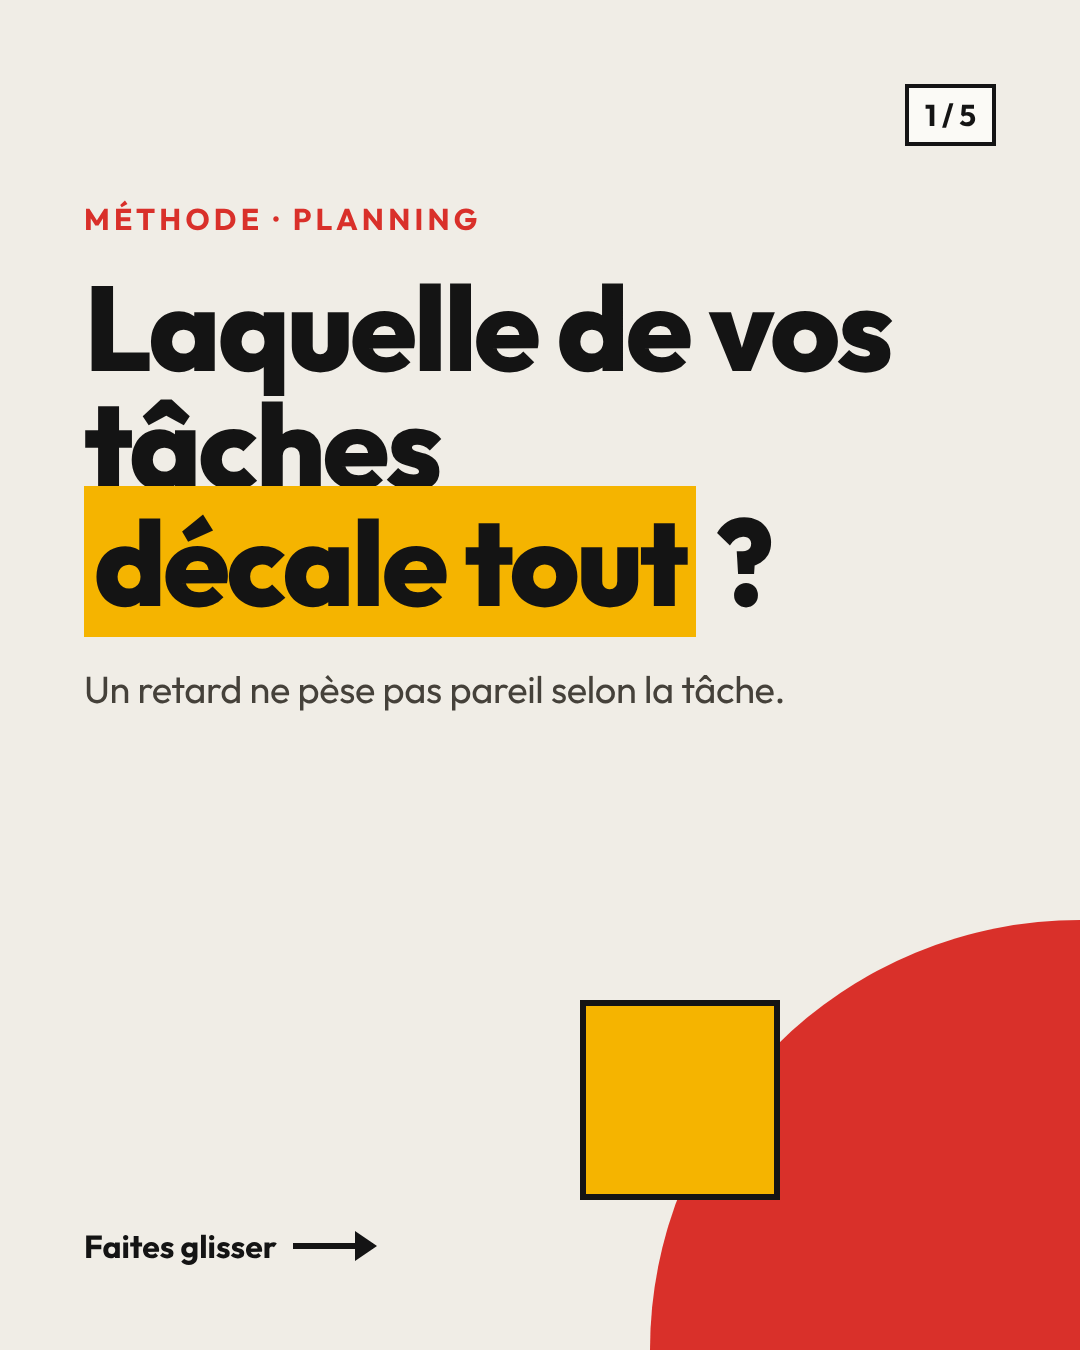 1/5
MÉTHODE · PLANNING
Laquelle de vos
tâches
décale tout ?
Un retard ne pèse pas pareil selon la tâche.
Faites glisser